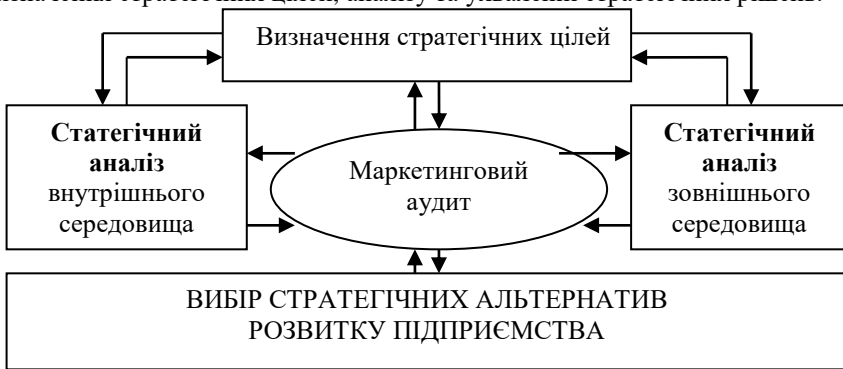 Визначення стратегічних цілей
Статегічний
аналіз
внутрішнього
середовища
Маркетинговий
аудит
Статегічний
аналіз
зовнішнього
середовища
ВИБІР СТРАТЕГІЧНИХ АЛЬТЕРНАТИВ
РОЗВИТКУ ПІДПРИЄМСТВА